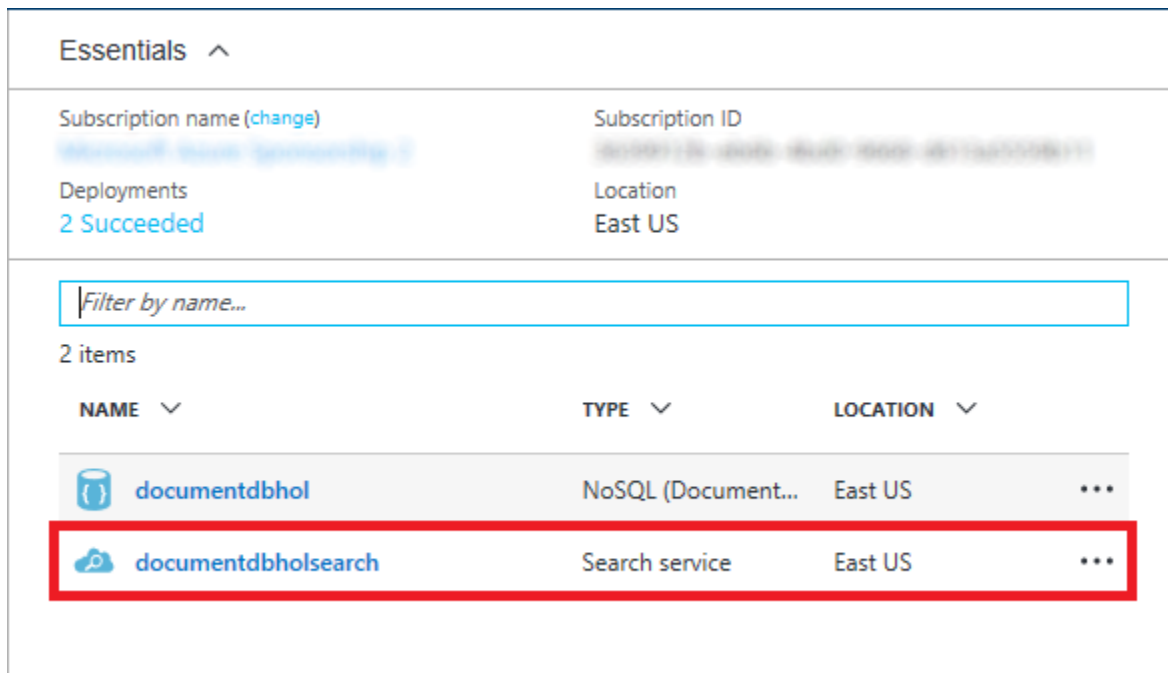 Essentials
Subscription name (change) Subscription ID
Deployments Location
2 Succeeded East US
Filter by name...
2 items
NAME TYPE LOCATION
documentdbhol NoSQL (Document... East US ...
documentdbholsearch Search service East US ...